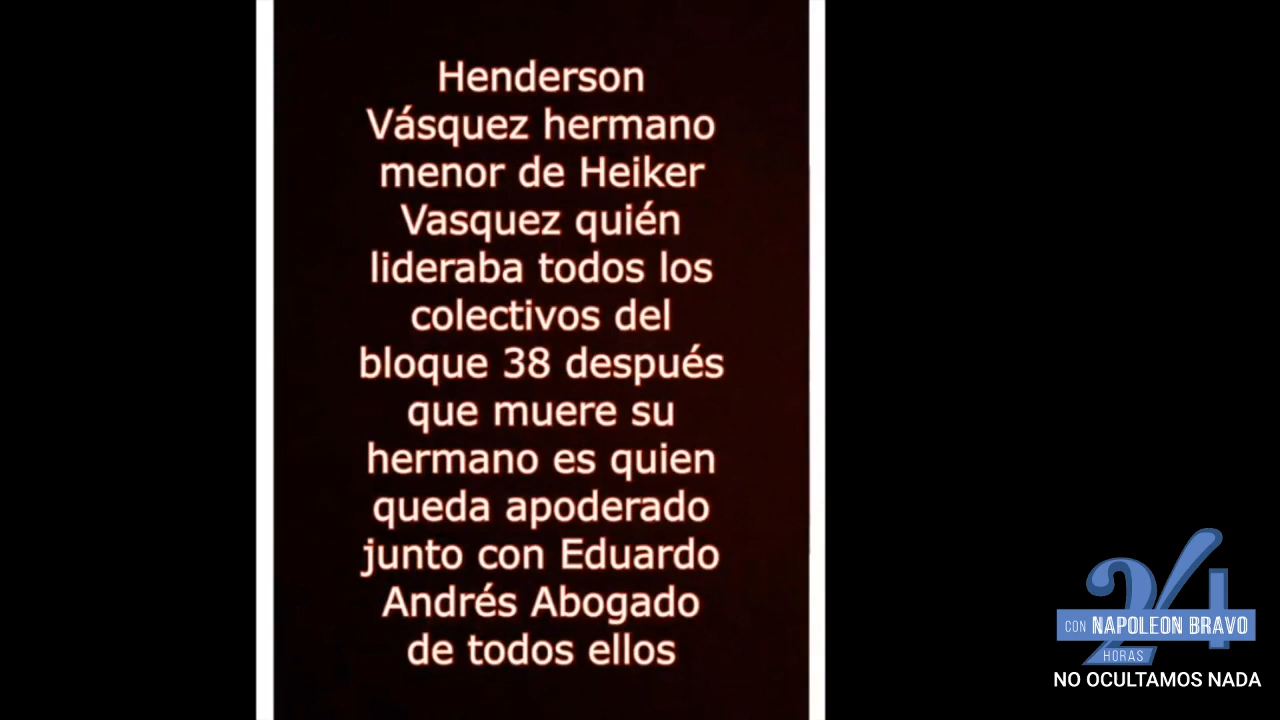 Henderson
Vásquez hermano
menor de Heiker
Vasquez quién
lideraba todos los
colectivos del
bloque 38 después
que muere su
hermano es quien
queda apoderado
junto con Eduardo
Andrés Abogado
de todos ellos
24
CON NAPOLEON BRAVO
HORAS
NO OCULTAMOS NADA